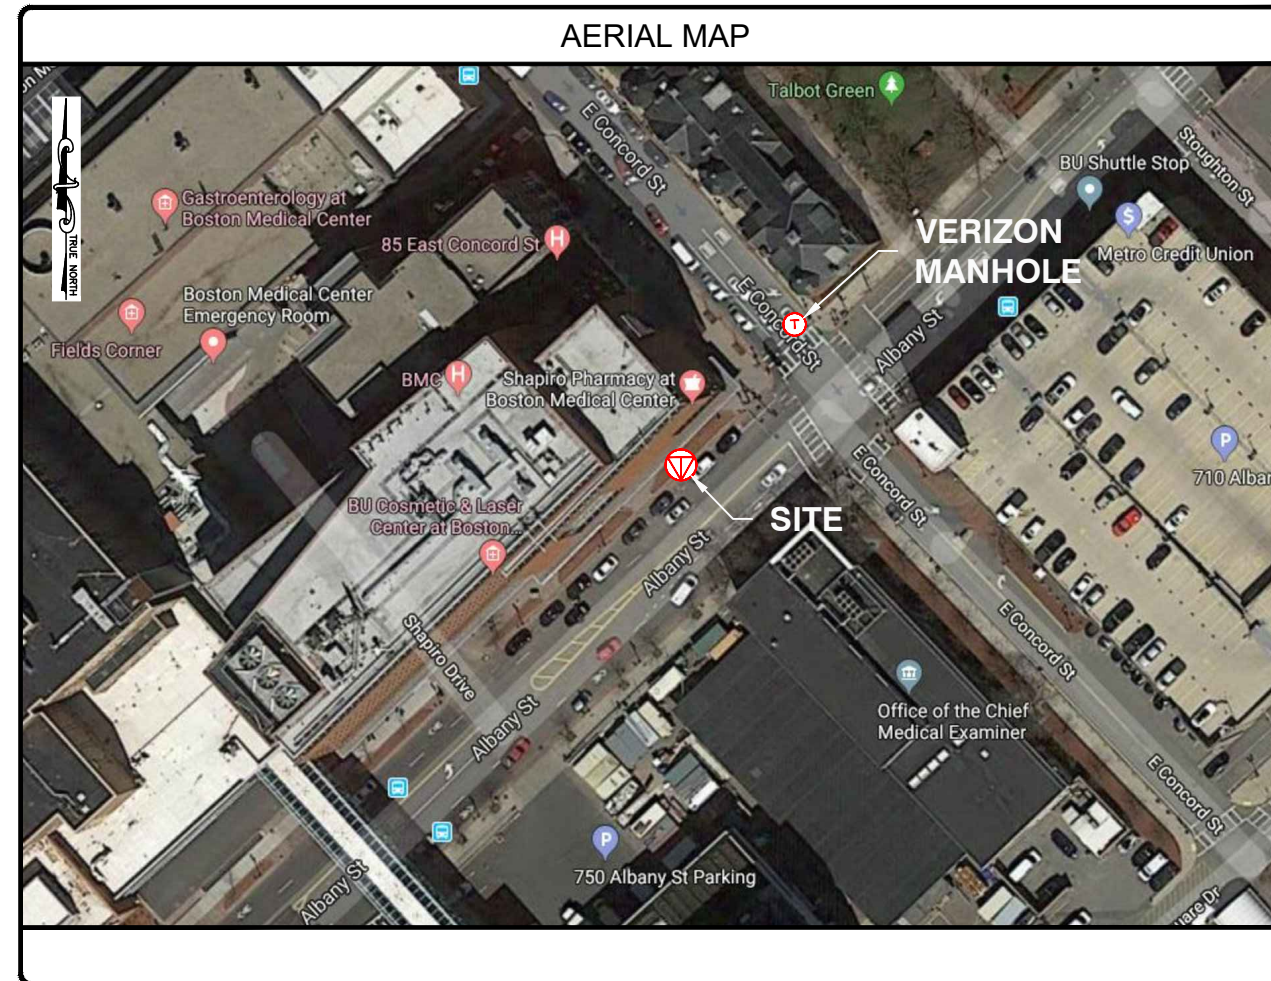 AERIAL MAP
TRUE NORTH
E Concord St
Talbot Green
Stoughton St
BU Shuttle Stop
$
Gastroenterology at
Boston Medical Center
85 East Concord St
H
VERIZON
MANHOLE
Metro Credit Union
Boston Medical Center
Emergency Room
E Concord St
T
Albany St
Fields Corner
BMC
H
Shapiro Pharmacy at
Boston Medical Center
P
710 Albar
E Concord St
BU Cosmetic & Laser
Center at Boston...
SITE
Albany St
Shapiro Drive
E Concord St
Albany St
Office of the Chief
Medical Examiner
E Concord St
P
750 Albany St Parking
Albany St
uare Dr